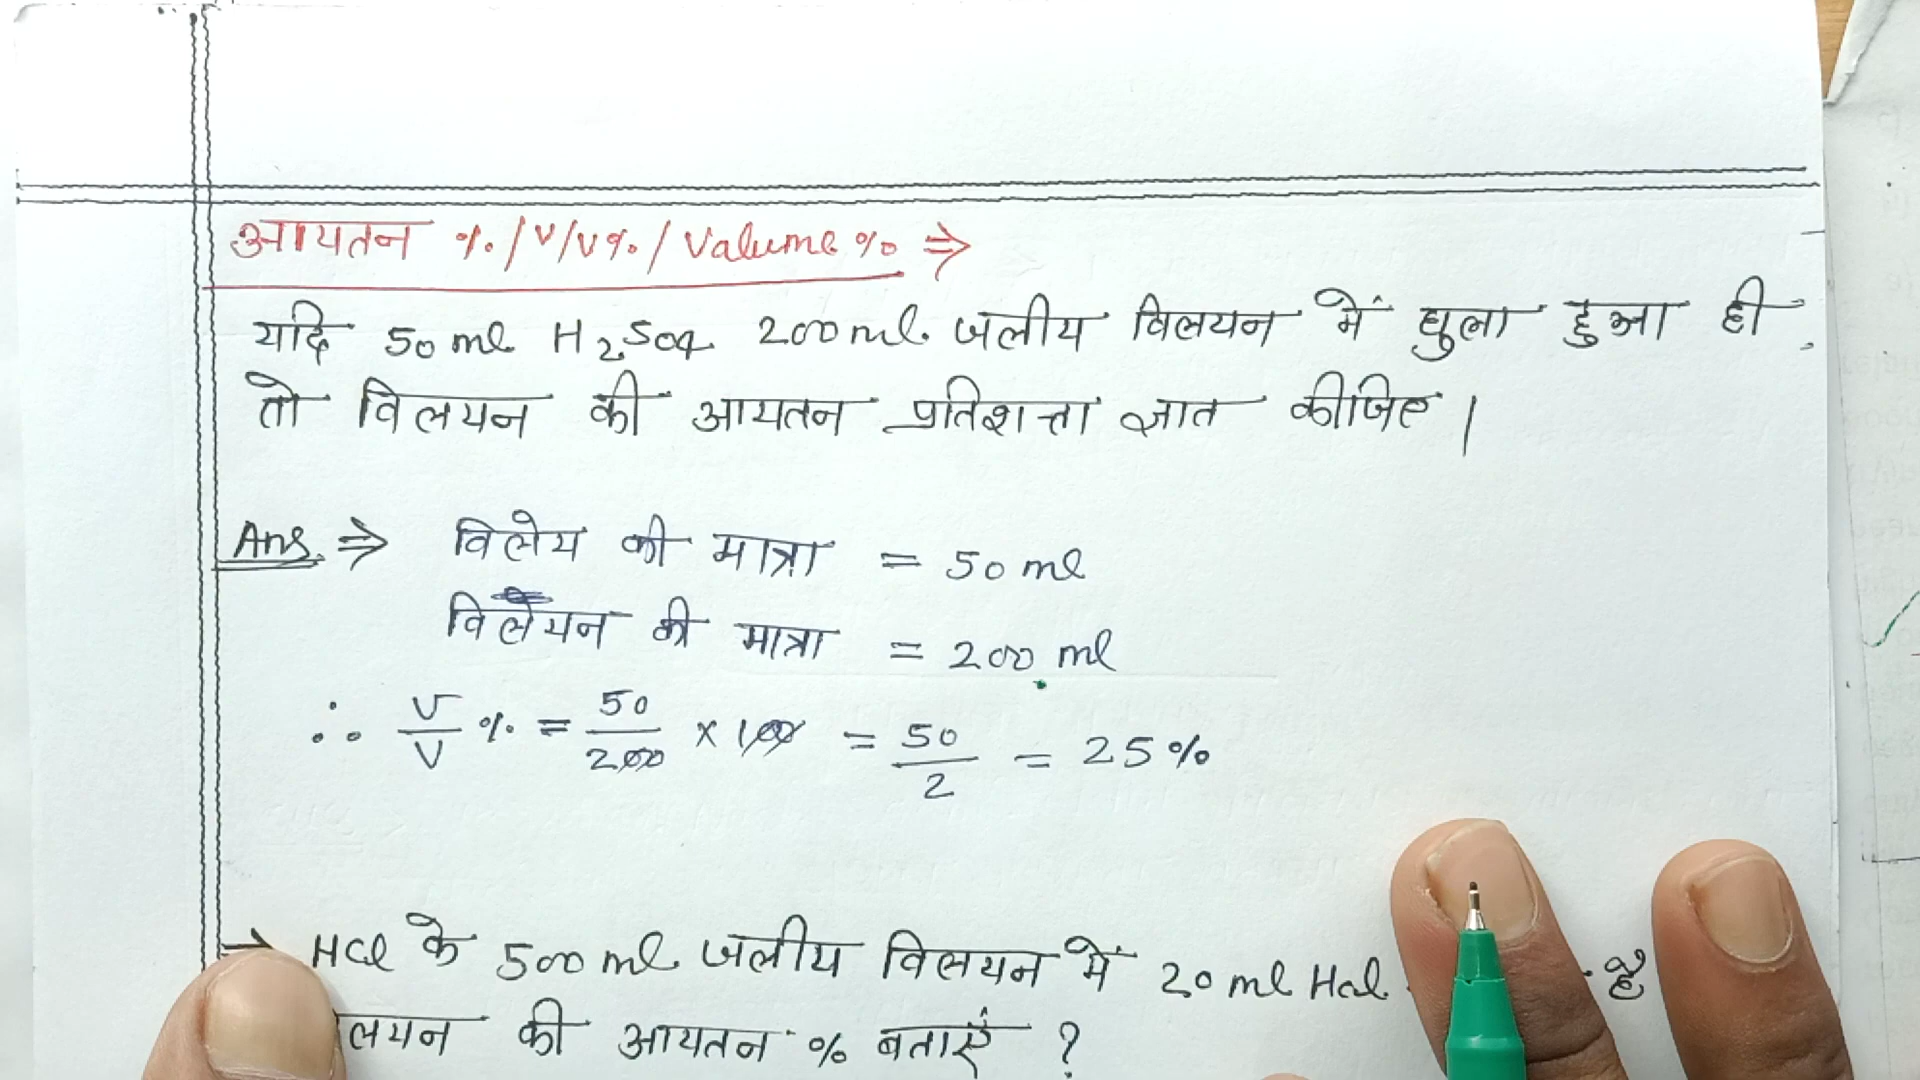 आयतन %/V/V%/Valume % ⇒
यदि 50 ml H2SO4 200 ml. जलीय विलयन में घुला हुआ हो,
तो विलयन की आयतन प्रतिशत्ता ज्ञात कीजिए।
Ans. ⇒ विलेय की मात्रा = 50 ml
विलयन की मात्रा = 200 ml
∴ V/V % = 50/200 × 100 = 50/2 = 25%
→ HCl के 500 ml जलीय विलयन में 20 ml HCl है
लयन की आयतन % बताएं ?